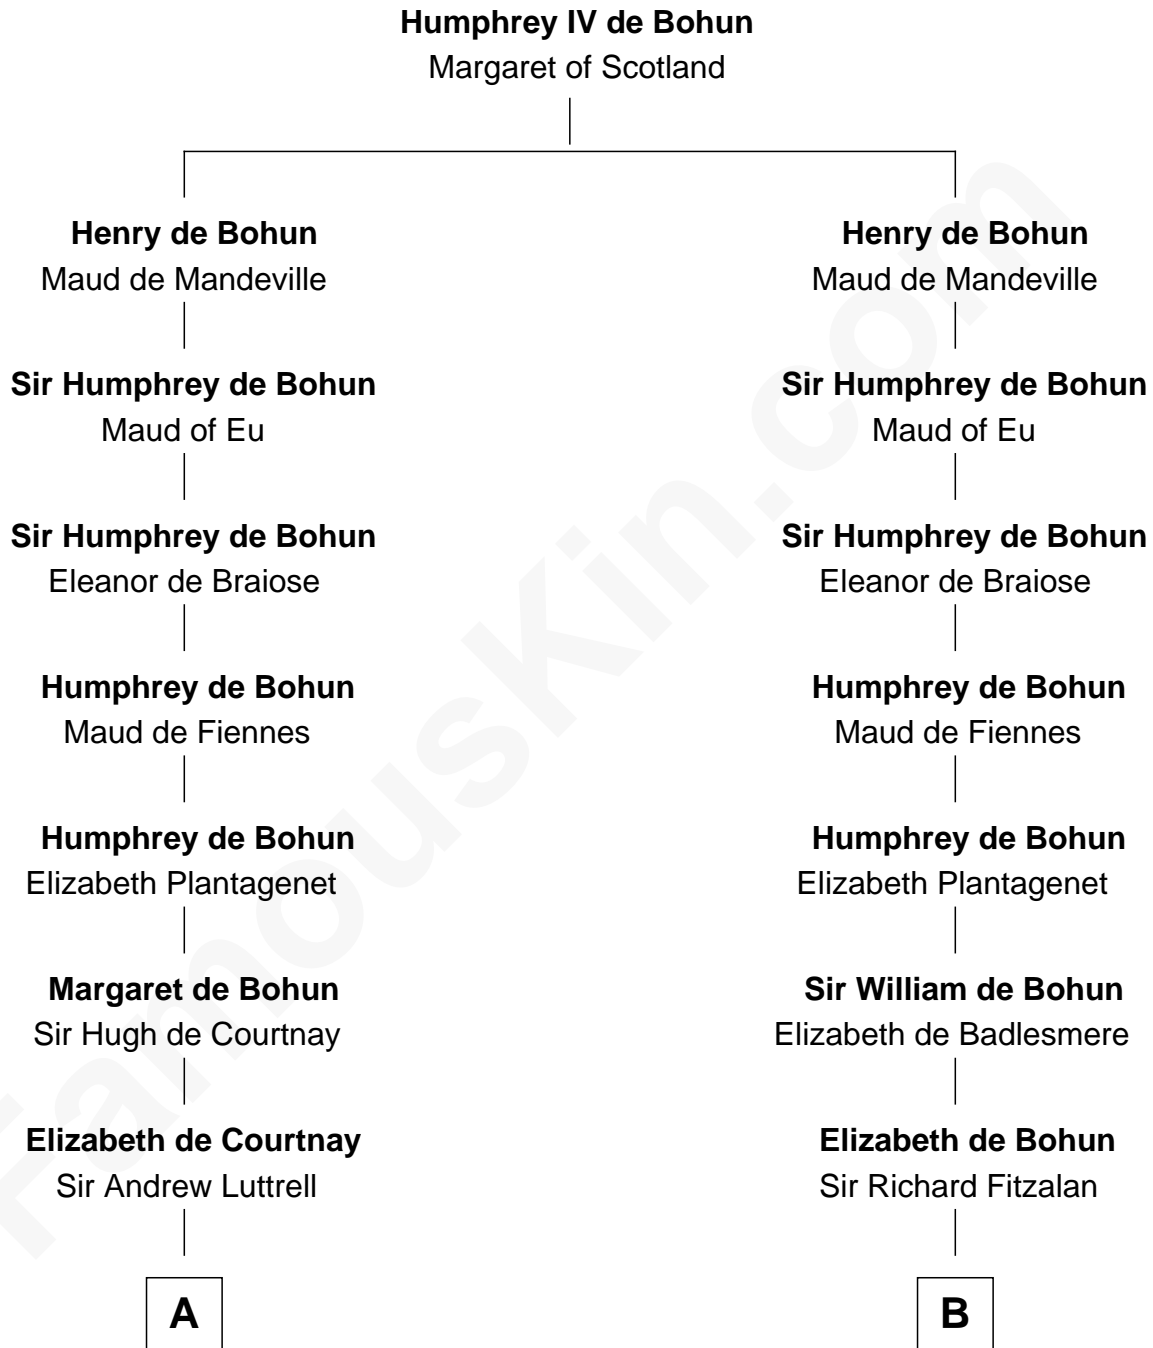 Humphrey IV de Bohun
Margaret of Scotland
Henry de Bohun
Maud de Mandeville
Henry de Bohun
Maud de Mandeville
Sir Humphrey de Bohun
Maud of Eu
Sir Humphrey de Bohun
Maud of Eu
Sir Humphrey de Bohun
Eleanor de Braiose
Sir Humphrey de Bohun
Eleanor de Braiose
Humphrey de Bohun
Maud de Fiennes
Humphrey de Bohun
Maud de Fiennes
Humphrey de Bohun
Elizabeth Plantagenet
Humphrey de Bohun
Elizabeth Plantagenet
Margaret de Bohun
Sir Hugh de Courtnay
Sir William de Bohun
Elizabeth de Badlesmere
Elizabeth de Courtnay
Sir Andrew Luttrell
Elizabeth de Bohun
Sir Richard Fitzalan
A
B
FamousKin.com